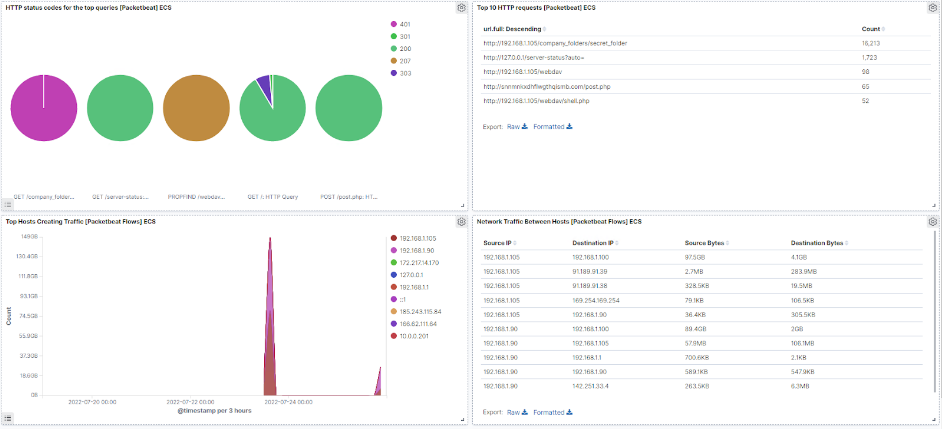 HTTP status codes for the top queries [Packetbeat] ECS
401
301
200
207
303
GET /company_folder...
GET /server-status:...
PROPFIND /webdav...
GET /: HTTP Query
POST /post.php: HT...
Top 10 HTTP requests [Packetbeat] ECS
url.full: Descending Count
http://192.168.1.105/company_folders/secret_folder 16,213
http://127.0.0.1/server-status?auto= 1,723
http://192.168.1.105/webdav 98
65
http://192.168.1.105/webdav/shell.php 52
Export: Raw Formatted
Top Hosts Creating Traffic [Packetbeat Flows] ECS
149GB
130.4GB
111.8GB
93.1GB
74.5GB
55.9GB
37.3GB
18.6GB
0B
Count
2022-07-20 00:00
2022-07-22 00:00
2022-07-24 00:00
@timestamp per 3 hours
192.168.1.105
192.168.1.90
172.217.14.170
127.0.0.1
192.168.1.1
::1
185.243.115.84
166.62.111.64
10.0.0.201
Network Traffic Between Hosts [Packetbeat Flows] ECS
Source IP Destination IP Source Bytes Destination Bytes
192.168.1.105 192.168.1.100 97.5GB 4.1GB
192.168.1.105 91.189.91.39 2.7MB 283.9MB
192.168.1.105 91.189.91.38 328.5KB 19.5MB
192.168.1.105 169.254.169.254 79.1KB 106.5KB
192.168.1.105 192.168.1.90 36.4KB 305.5KB
192.168.1.90 192.168.1.100 89.4GB 2GB
192.168.1.90 192.168.1.105 57.9MB 106.1MB
192.168.1.90 192.168.1.1 700.6KB 2.1KB
192.168.1.90 192.168.1.90 589.1KB 547.9KB
192.168.1.90 142.251.33.4 263.5KB 6.3MB
Export: Raw Formatted